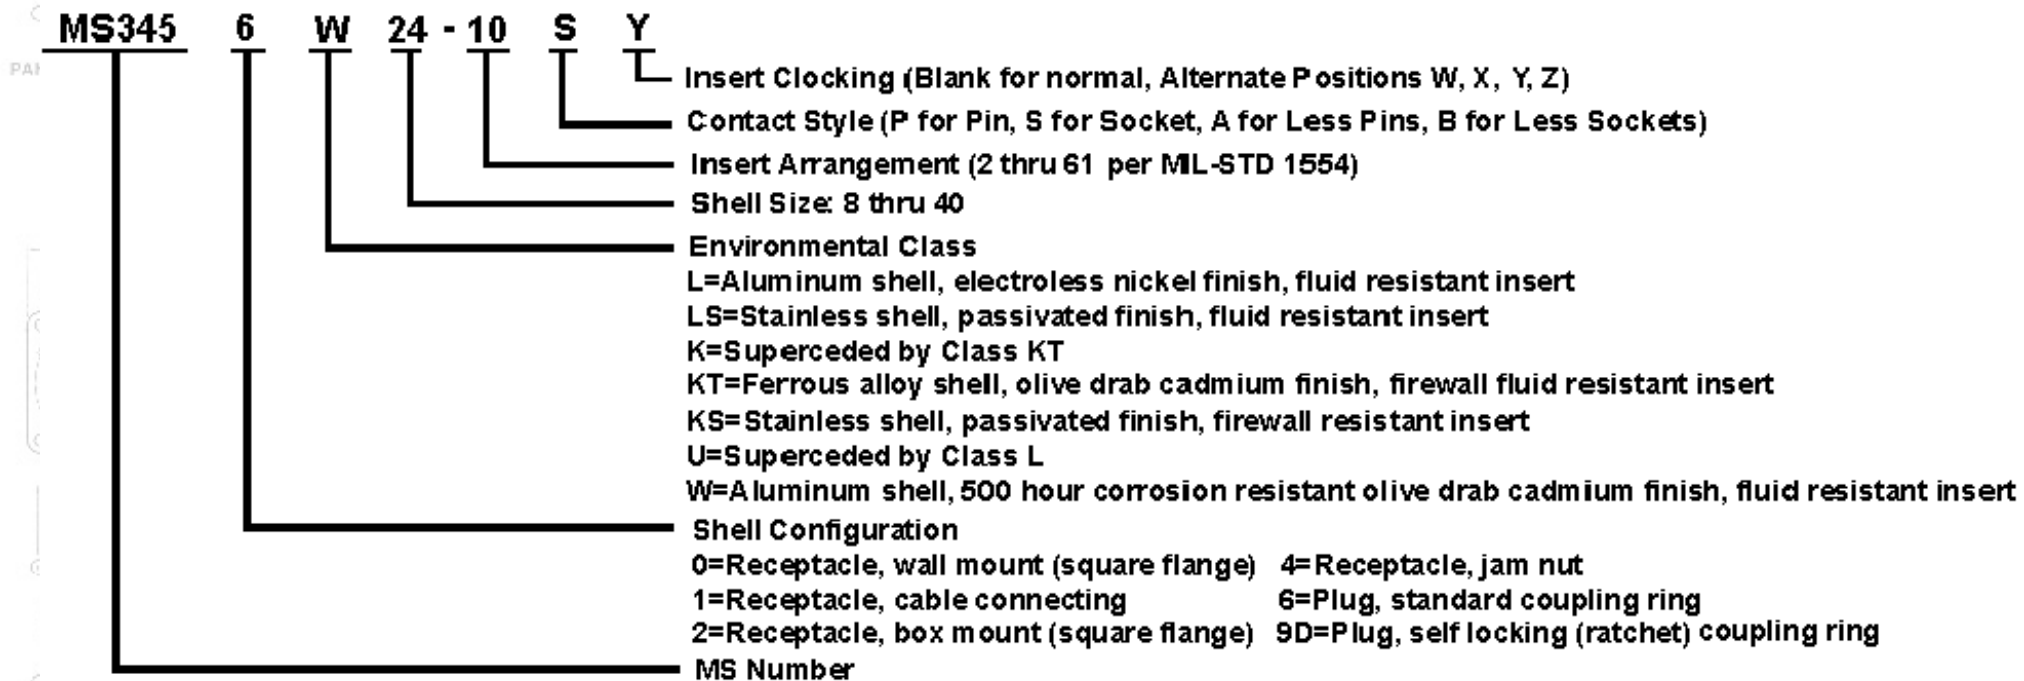 MS345 6 W 24 - 10 S Y
PAN
Insert Clocking (Blank for normal, Alternate Positions W, X, Y, Z)
Contact Style (P for Pin, S for Socket, A for Less Pins, B for Less Sockets)
Insert Arrangement (2 thru 61 per MIL-STD 1554)
Shell Size: 8 thru 40
Environmental Class
L=Aluminum shell, electroless nickel finish, fluid resistant insert
LS=Stainless shell, passivated finish, fluid resistant insert
K=Superceded by Class KT
KT=Ferrous alloy shell, olive drab cadmium finish, firewall fluid resistant insert
KS=Stainless shell, passivated finish, firewall resistant insert
U=Superceded by Class L
W=Aluminum shell, 500 hour corrosion resistant olive drab cadmium finish, fluid resistant insert
Shell Configuration
0=Receptacle, wall mount (square flange) 4=Receptacle, jam nut
1=Receptacle, cable connecting 6=Plug, standard coupling ring
2=Receptacle, box mount (square flange) 9D=Plug, self locking (ratchet) coupling ring
MS Number